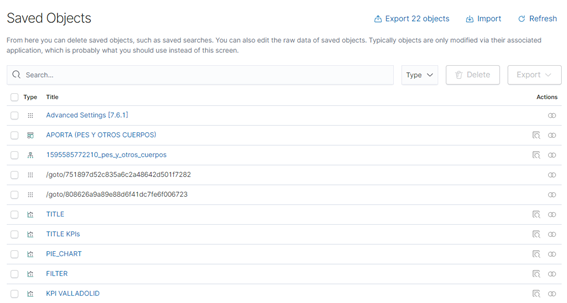 Saved Objects
Export 22 objects
Import
Refresh
From here you can delete saved objects, such as saved searches. You can also edit the raw data of saved objects. Typically objects are only modified via their associated
application, which is probably what you should use instead of this screen.
Search...
Type
Delete
Export
Type Title Actions
Advanced Settings [7.6.1]
APORTA (PES Y OTROS CUERPOS)
1595585772210_pes_y_otros_cuerpos
/goto/751897d52c835a6c2a48642d501f7282
/goto/808626a9a89e88d6f41dc7fe6f006723
TITLE
TITLE KPIs
PIE_CHART
FILTER
KPI VALLADOLID